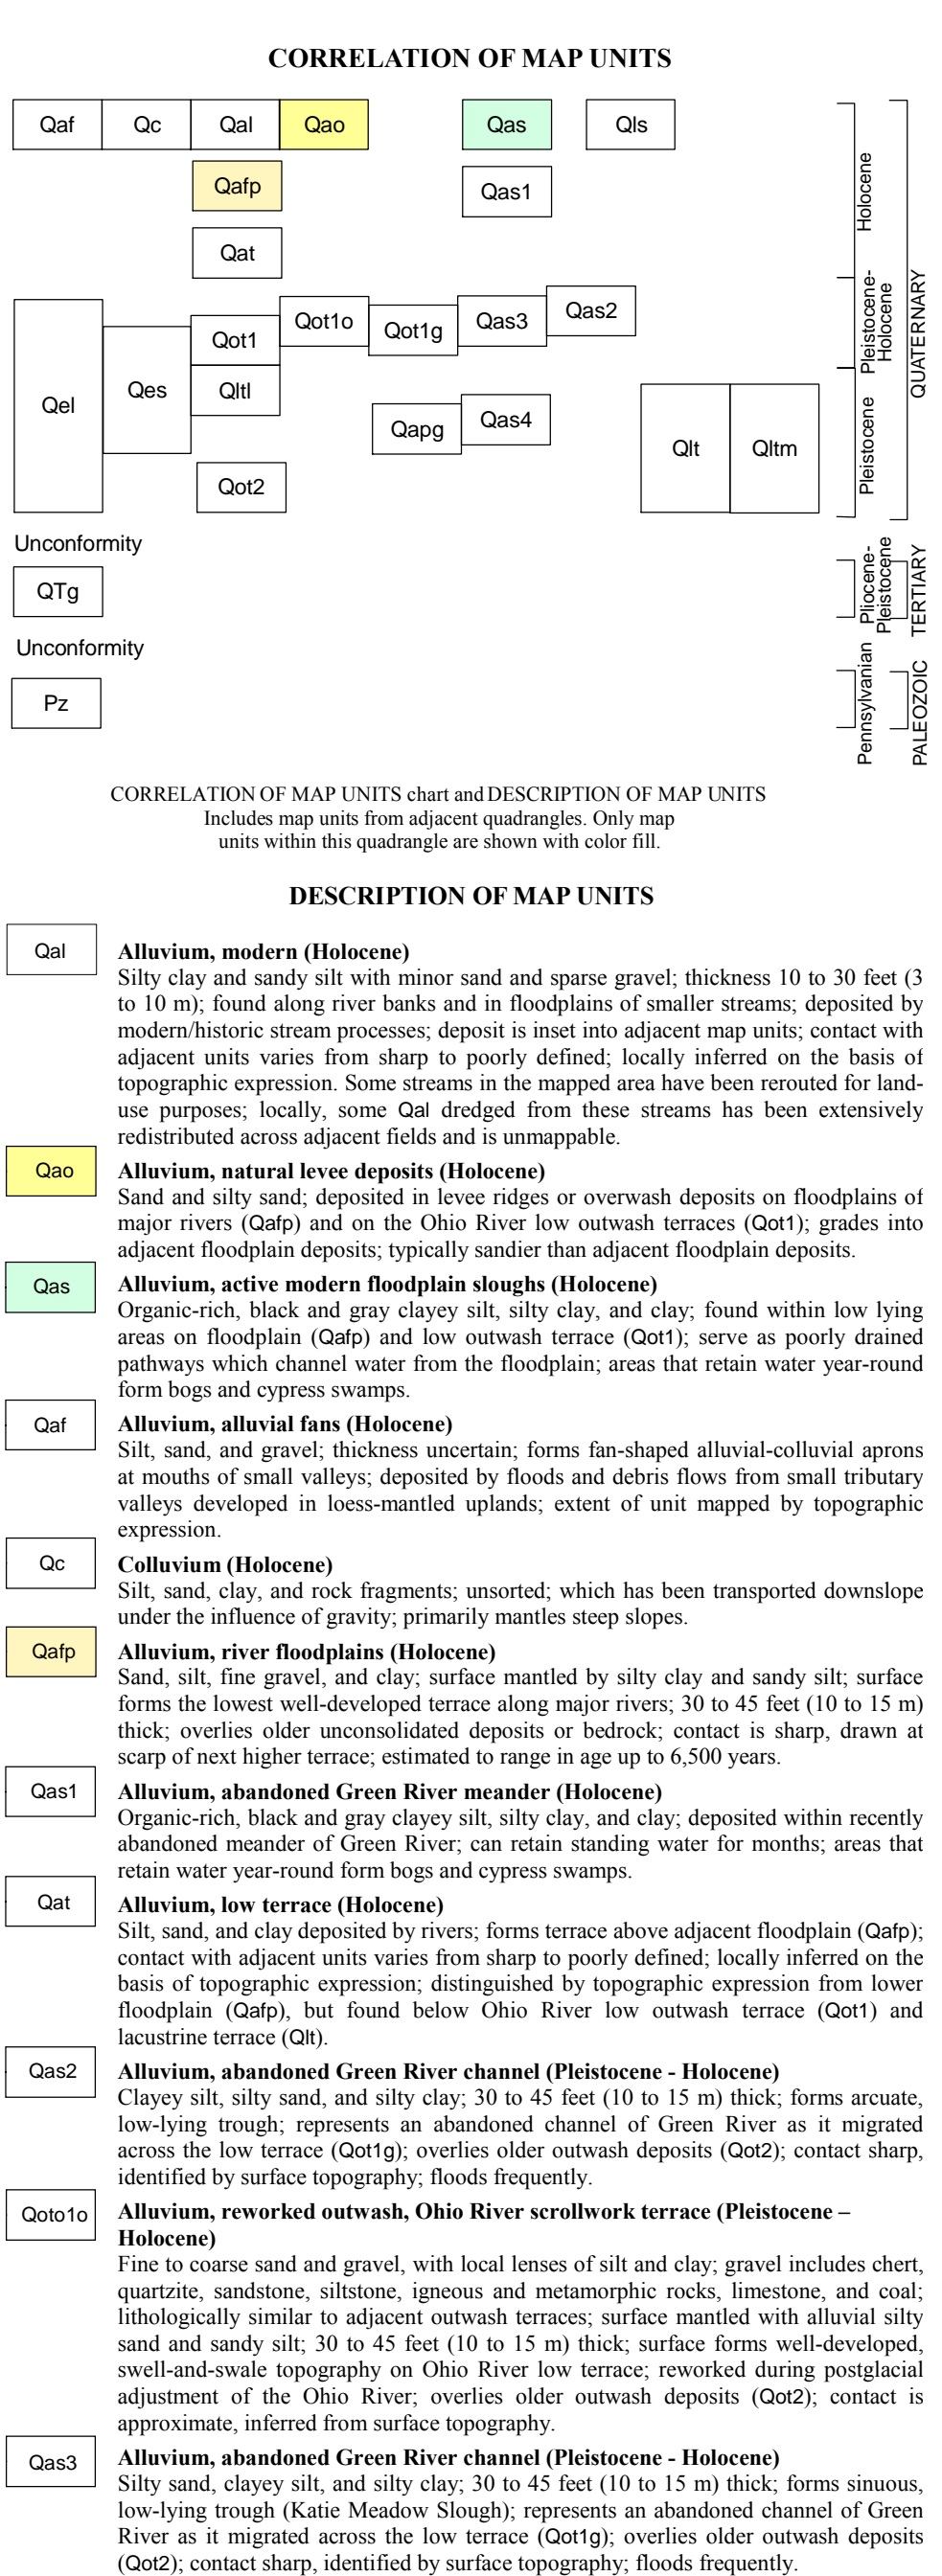 CORRELATION OF MAP UNITS
Qaf Qc Qal Qao Qas Qls
Qafp Qas1
Qat
Qot1o Qot1g Qas3 Qas2
Qot1
Qel Qes Qltl
Qapg Qas4
Qlt Qltm
Qot2
Holocene
Pleistocene-
Holocene
Pleistocene
QUATERNARY
Unconformity
QTg
Pliocene-
Pleistocene
TERTIARY
Unconformity
Pz
Pennsylvanian
PALEOZOIC
CORRELATION OF MAP UNITS chart and DESCRIPTION OF MAP UNITS
Includes map units from adjacent quadrangles. Only map
units within this quadrangle are shown with color fill.
DESCRIPTION OF MAP UNITS
Qal
Alluvium, modern (Holocene)
Silty clay and sandy silt with minor sand and sparse gravel; thickness 10 to 30 feet (3
to 10 m); found along river banks and in floodplains of smaller streams; deposited by
modern/historic stream processes; deposit is inset into adjacent map units; contact with
adjacent units varies from sharp to poorly defined; locally inferred on the basis of
topographic expression. Some streams in the mapped area have been rerouted for land-
use purposes; locally, some Qal dredged from these streams has been extensively
redistributed across adjacent fields and is unmappable.
Qao
Alluvium, natural levee deposits (Holocene)
Sand and silty sand; deposited in levee ridges or overwash deposits on floodplains of
major rivers (Qafp) and on the Ohio River low outwash terraces (Qot1); grades into
adjacent floodplain deposits; typically sandier than adjacent floodplain deposits.
Qas
Alluvium, active modern floodplain sloughs (Holocene)
Organic-rich, black and gray clayey silt, silty clay, and clay; found within low lying
areas on floodplain (Qafp) and low outwash terrace (Qot1); serve as poorly drained
pathways which channel water from the floodplain; areas that retain water year-round
form bogs and cypress swamps.
Qaf
Alluvium, alluvial fans (Holocene)
Silt, sand, and gravel; thickness uncertain; forms fan-shaped alluvial-colluvial aprons
at mouths of small valleys; deposited by floods and debris flows from small tributary
valleys developed in loess-mantled uplands; extent of unit mapped by topographic
expression.
Qc
Colluvium (Holocene)
Silt, sand, clay, and rock fragments; unsorted; which has been transported downslope
under the influence of gravity; primarily mantles steep slopes.
Qafp
Alluvium, river floodplains (Holocene)
Sand, silt, fine gravel, and clay; surface mantled by silty clay and sandy silt; surface
forms the lowest well-developed terrace along major rivers; 30 to 45 feet (10 to 15 m)
thick; overlies older unconsolidated deposits or bedrock; contact is sharp, drawn at
scarp of next higher terrace; estimated to range in age up to 6,500 years.
Qas1
Alluvium, abandoned Green River meander (Holocene)
Organic-rich, black and gray clayey silt, silty clay, and clay; deposited within recently
abandoned meander of Green River; can retain standing water for months; areas that
retain water year-round form bogs and cypress swamps.
Qat
Alluvium, low terrace (Holocene)
Silt, sand, and clay deposited by rivers; forms terrace above adjacent floodplain (Qafp);
contact with adjacent units varies from sharp to poorly defined; locally inferred on the
basis of topographic expression; distinguished by topographic expression from lower
floodplain (Qafp), but found below Ohio River low outwash terrace (Qot1) and
lacustrine terrace (Qlt).
Qas2
Alluvium, abandoned Green River channel (Pleistocene - Holocene)
Clayey silt, silty sand, and silty clay; 30 to 45 feet (10 to 15 m) thick; forms arcuate,
low-lying trough; represents an abandoned channel of Green River as it migrated
across the low terrace (Qot1g); overlies older outwash deposits (Qot2); contact sharp,
identified by surface topography; floods frequently.
Qoto1o
Alluvium, reworked outwash, Ohio River scrollwork terrace (Pleistocene –
Holocene)
Fine to coarse sand and gravel, with local lenses of silt and clay; gravel includes chert,
quartzite, sandstone, siltstone, igneous and metamorphic rocks, limestone, and coal;
lithologically similar to adjacent outwash terraces; surface mantled with alluvial silty
sand and sandy silt; 30 to 45 feet (10 to 15 m) thick; surface forms well-developed,
swell-and-swale topography on Ohio River low terrace; reworked during postglacial
adjustment of the Ohio River; overlies older outwash deposits (Qot2); contact is
approximate, inferred from surface topography.
Qas3
Alluvium, abandoned Green River channel (Pleistocene - Holocene)
Silty sand, clayey silt, and silty clay; 30 to 45 feet (10 to 15 m) thick; forms sinuous,
low-lying trough (Katie Meadow Slough); represents an abandoned channel of Green
River as it migrated across the low terrace (Qot1g); overlies older outwash deposits
(Qot2); contact sharp, identified by surface topography; floods frequently.